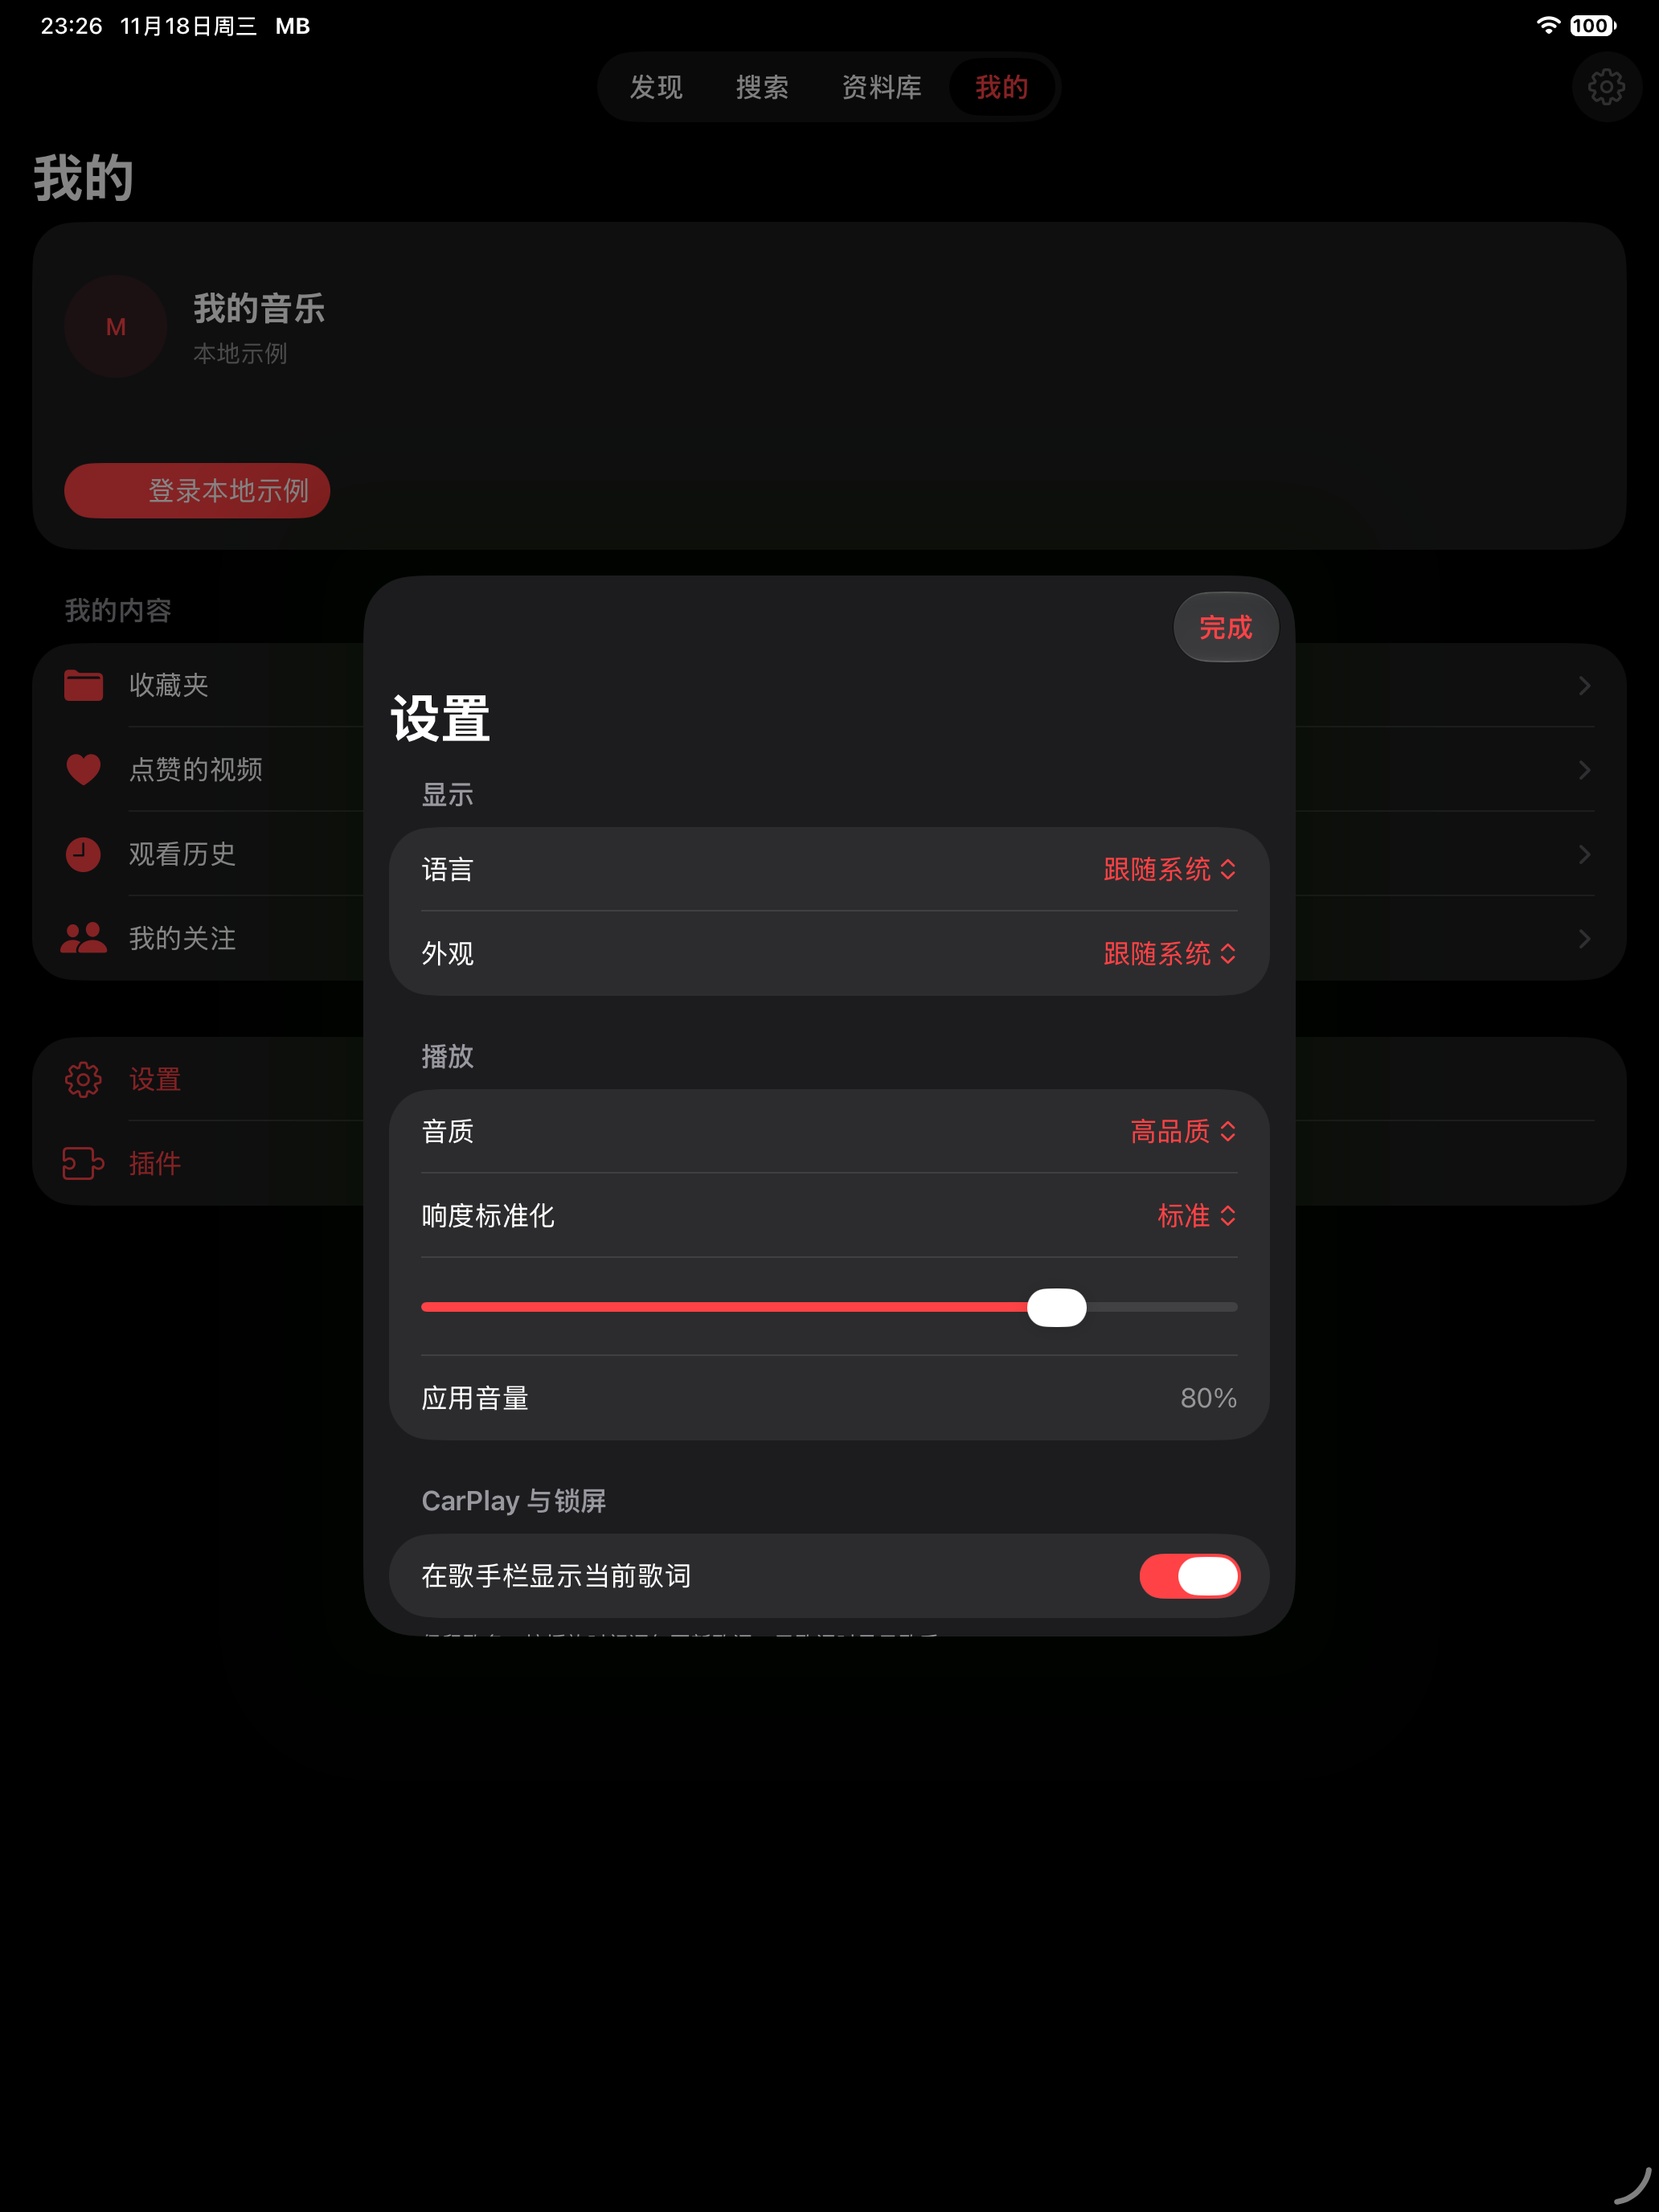 23:26 11月18日周三 MB
100
发现 搜索 资料库 我的
我的
M
我的音乐
本地示例
登录本地示例
我的内容
收藏夹
点赞的视频
观看历史
我的关注
设置
插件
完成
设置
显示
语言 跟随系统
外观 跟随系统
播放
音质 高品质
响度标准化 标准
应用音量 80%
CarPlay 与锁屏
在歌手栏显示当前歌词